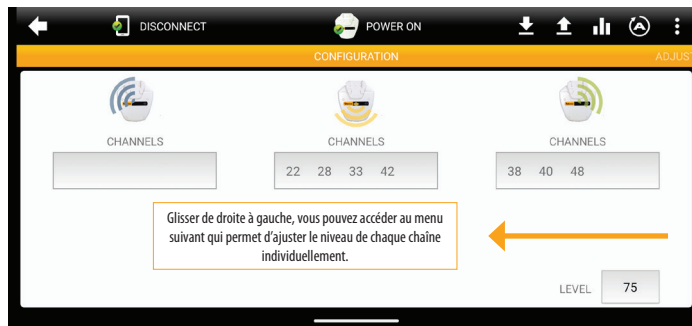 DISCONNECT POWER ON
CONFIGURATION ADJUS
CHANNELS CHANNELS CHANNELS
22 28 33 42 38 40 48
Glisser de droite à gauche, vous pouvez accéder au menu
suivant qui permet d'ajuster le niveau de chaque chaîne
individuellement.
LEVEL 75